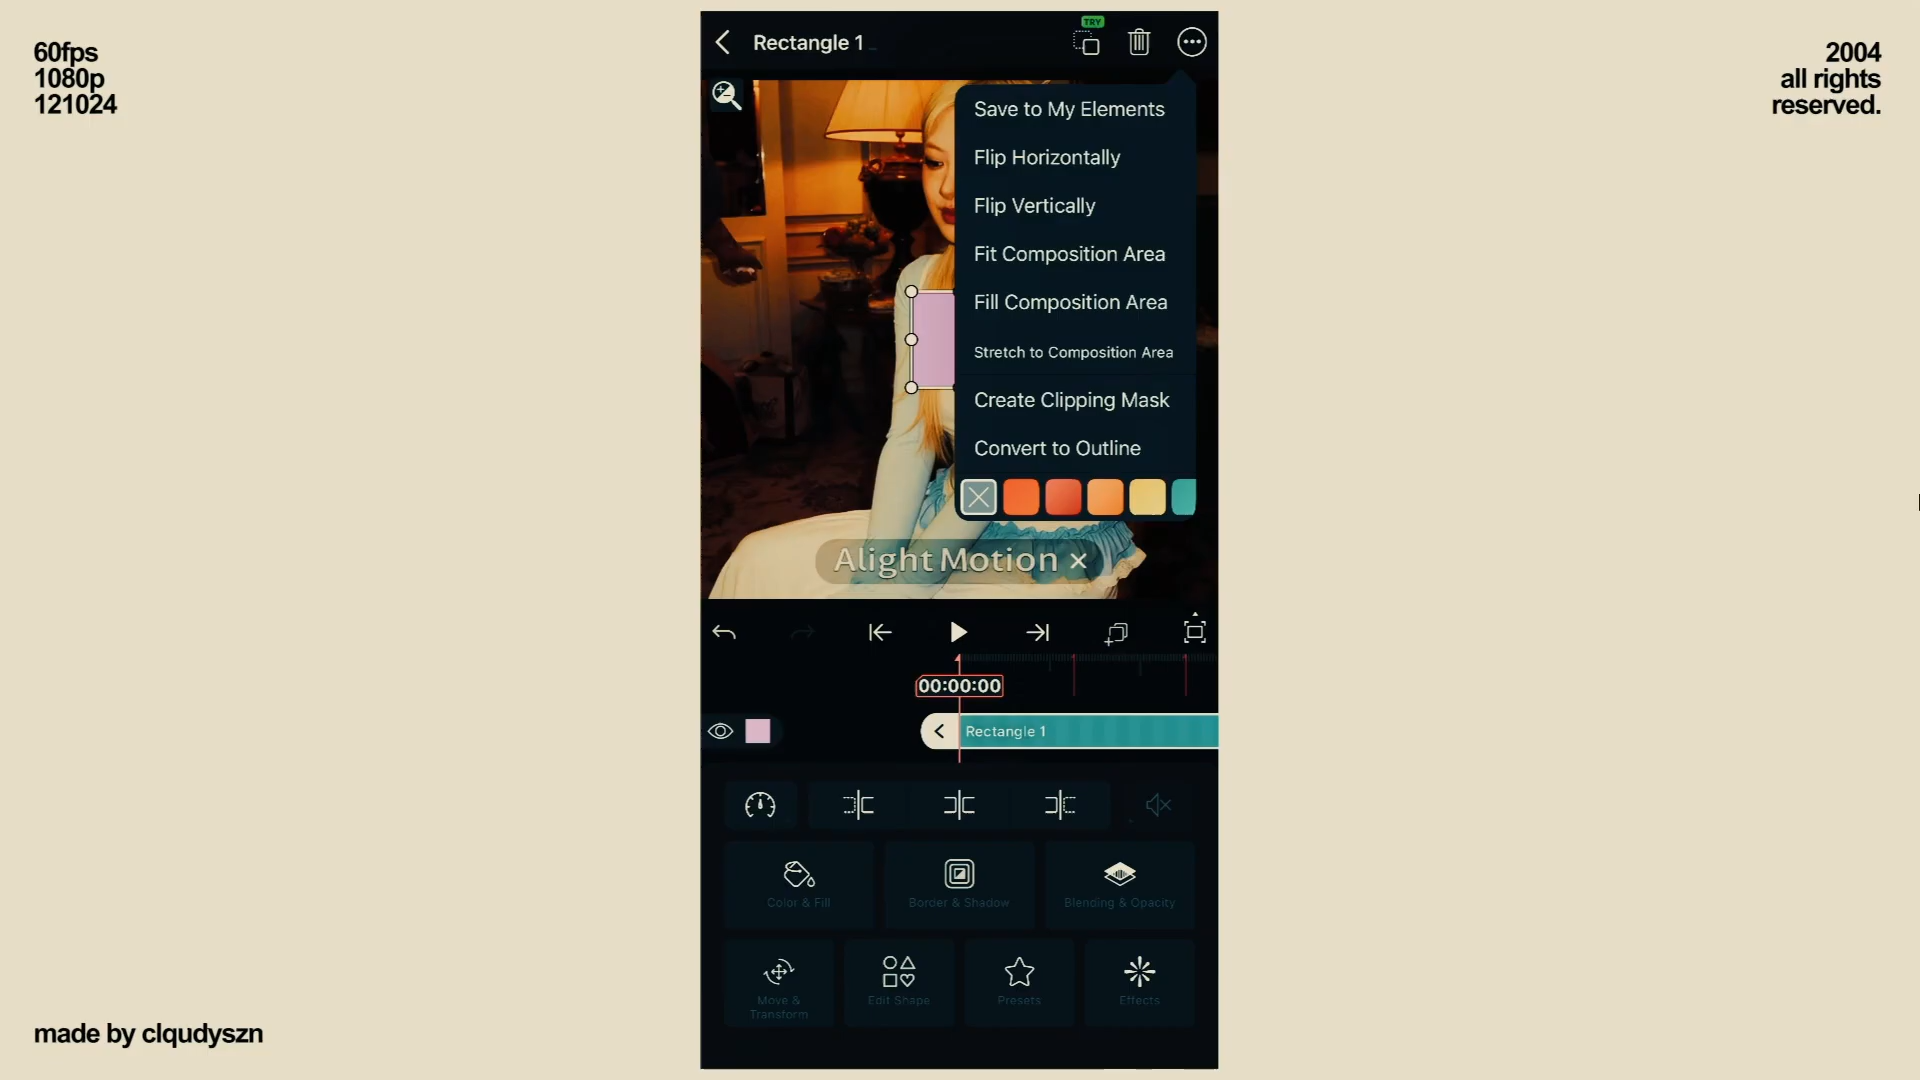 60fps
1080p
121024
2004
all rights
reserved.
TRY
Rectangle 1
Save to My Elements
Flip Horizontally
Flip Vertically
Fit Composition Area
Fill Composition Area
Stretch to Composition Area
Create Clipping Mask
Convert to Outline
Alight Motion ×
00:00:00
Rectangle 1
Color & Fill
Border & Shadow
Blending & Opacity
Move &
Transform
Edit Shape
Presets
Effects
made by clqudyszn